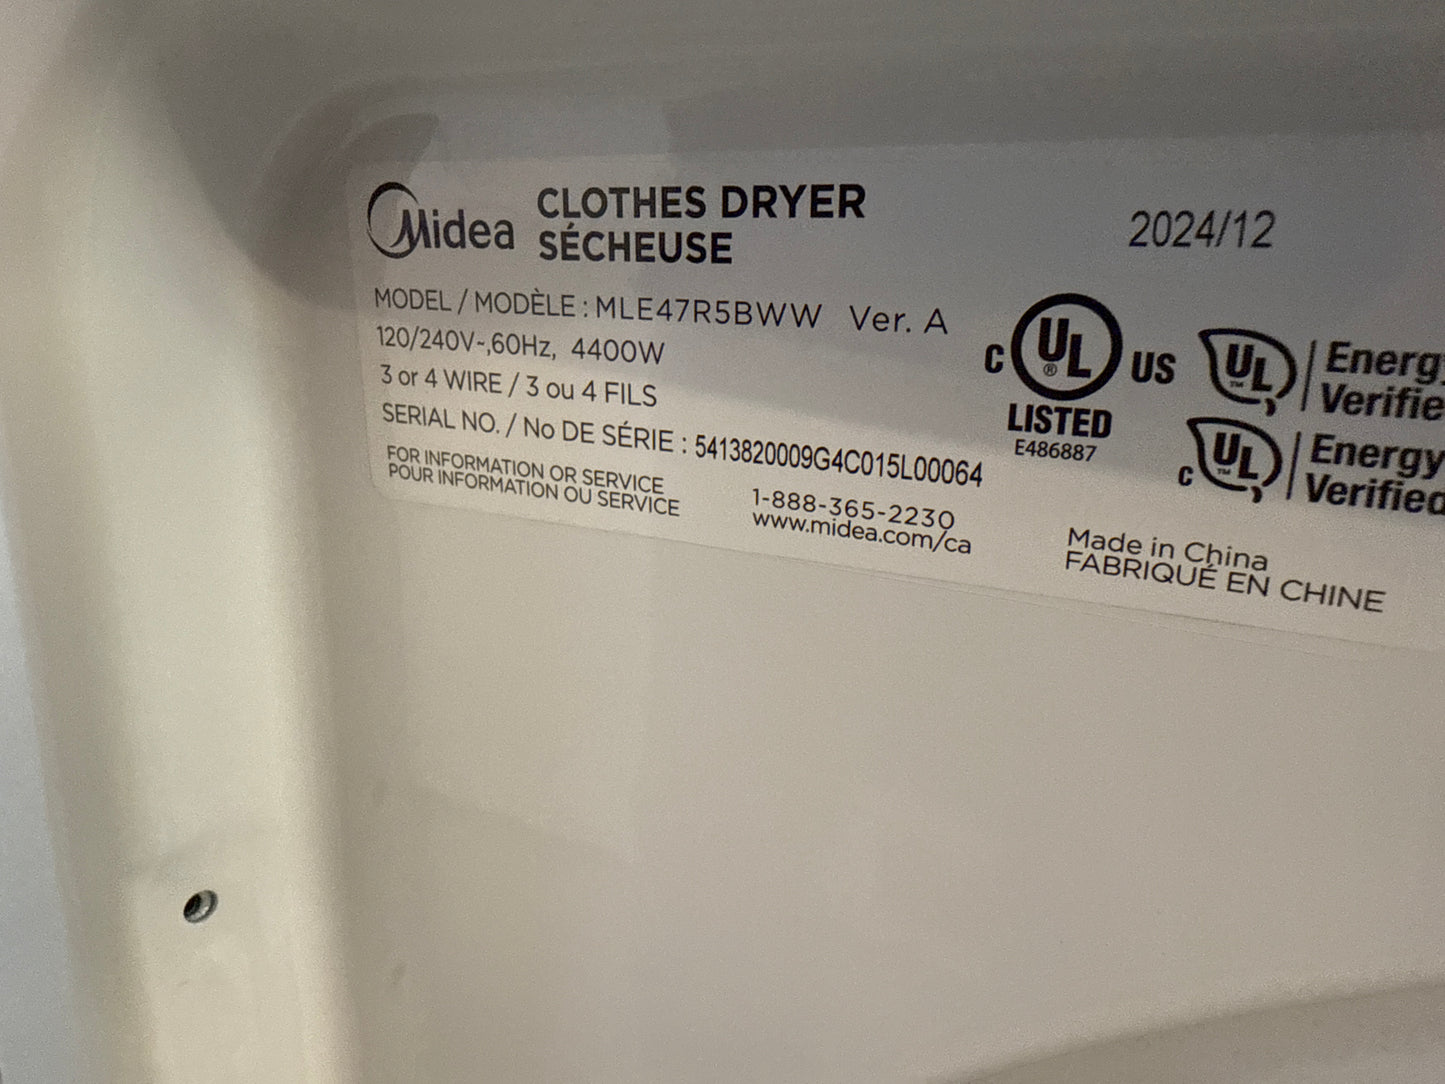 Midea CLOTHES DRYER
SÉCHEUSE
2024/12
MODEL / MODÈLE : MLE47R5BWW Ver. A
120/240V~,60Hz, 4400W
3 or 4 WIRE / 3 ou 4 FILS
SERIAL NO. / No DE SÉRIE : 5413820009G4C015L00064
FOR INFORMATION OR SERVICE
POUR INFORMATION OU SERVICE
1-888-365-2230
www.midea.com/ca
C UL ® US
LISTED
E486887
UL ™ Energy
Verifie
C UL ™ Energy
Verified
Made in China
FABRIQUÉ EN CHINE